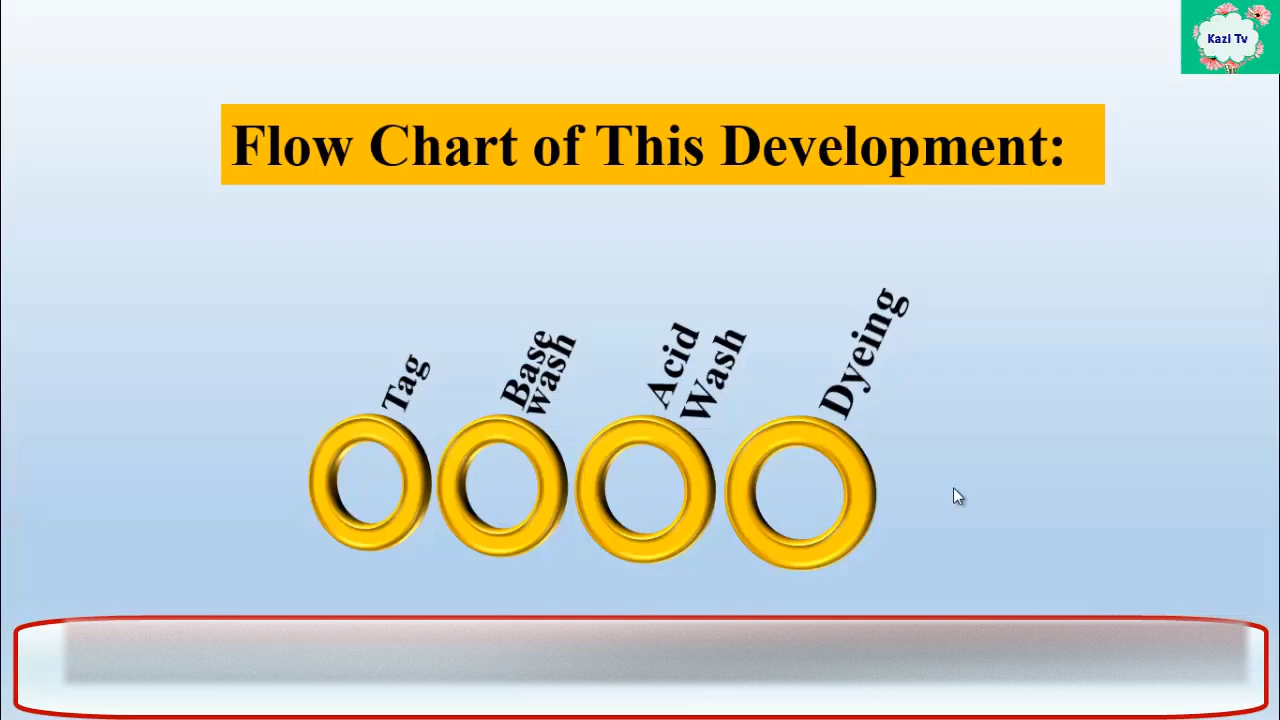 Kazi Tv
Flow Chart of This Development:
Tag
Base
wash
Acid
Wash
Dyeing